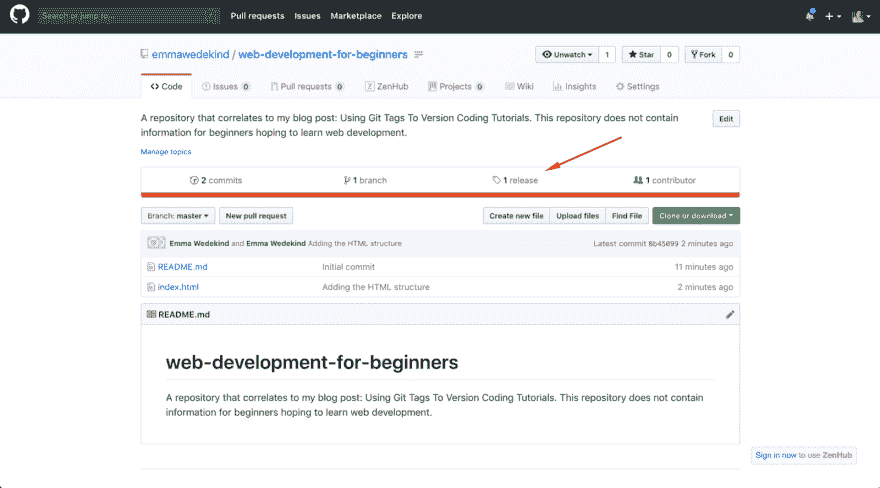 Search or jump to...
Pull requests Issues Marketplace Explore
emmawedekind / web-development-for-beginners
Unwatch 1 Star 0 Fork 0
Code Issues 0 Pull requests 0 ZenHub Projects 0 Wiki Insights Settings
A repository that correlates to my blog post: Using Git Tags To Version Coding Tutorials. This repository does not contain
information for beginners hoping to learn web development.
Edit
Manage topics
2 commits 1 branch 1 release 1 contributor
Branch: master New pull request Create new file Upload files Find File Clone or download
Emma Wedekind and Emma Wedekind Adding the HTML structure Latest commit 8b45099 2 minutes ago
README.md Initial commit 11 minutes ago
index.html Adding the HTML structure 2 minutes ago
README.md
web-development-for-beginners
A repository that correlates to my blog post: Using Git Tags To Version Coding Tutorials. This repository does not contain
information for beginners hoping to learn web development.
Sign in now to use ZenHub